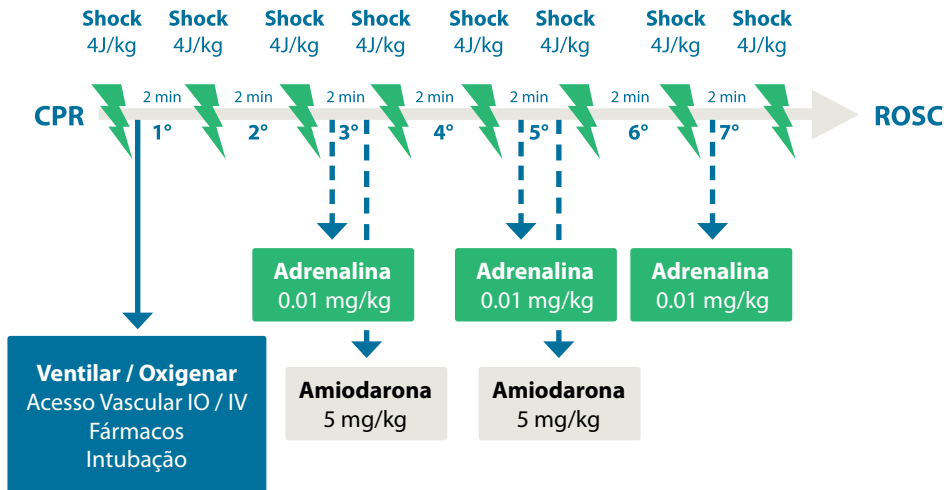 Shock Shock Shock Shock Shock Shock Shock Shock
4J/kg 4J/kg 4J/kg 4J/kg 4J/kg 4J/kg 4J/kg 4J/kg
2 min 2 min 2 min 2 min 2 min 2 min 2 min
CPR ROSC
1° 2° 3° 4° 5° 6° 7°
Adrenalina Adrenalina Adrenalina
0.01 mg/kg 0.01 mg/kg 0.01 mg/kg
Ventilar / Oxigenar
Acesso Vascular IO / IV
Fármacos
Intubação
Amiodarona Amiodarona
5 mg/kg 5 mg/kg